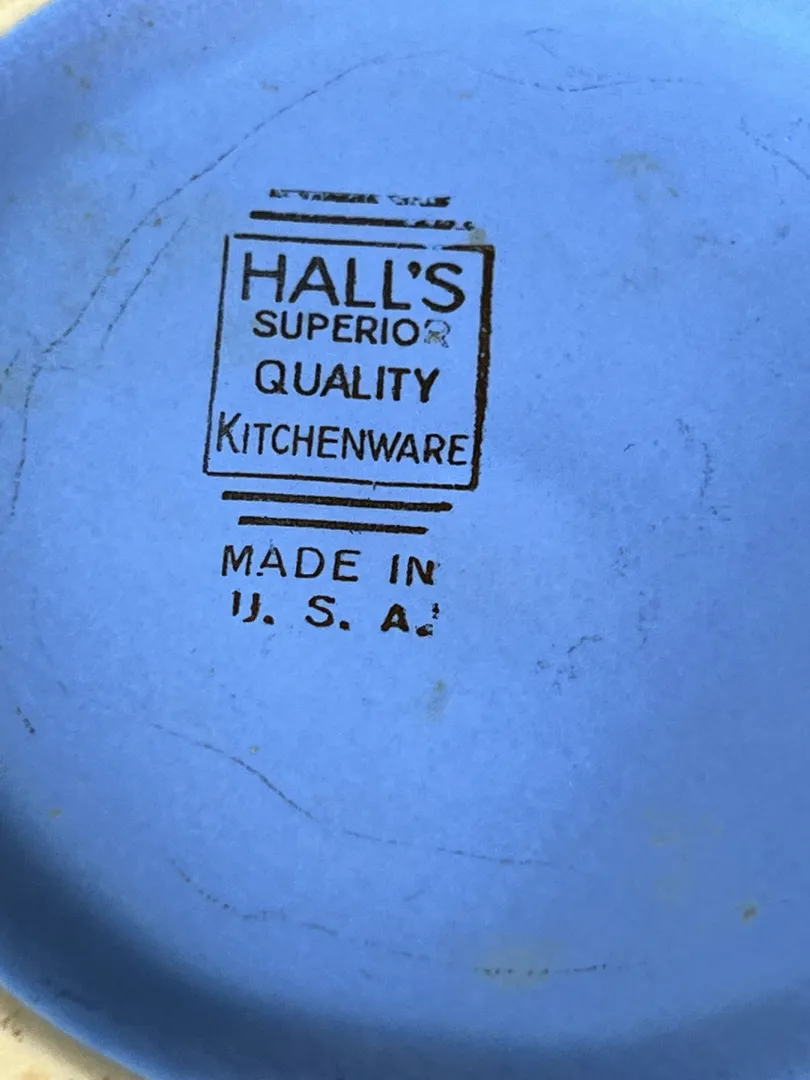 HALL'S
SUPERIOR
QUALITY
KITCHENWARE
MADE IN
U. S. A.